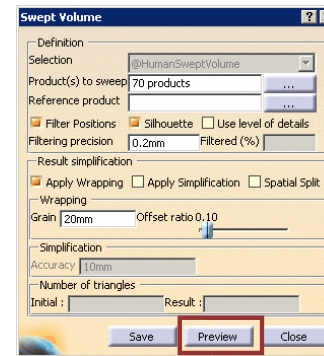 Swept Volume ?
Definition
Selection @HumanSweptVolume
Product(s) to sweep 70 products ...
Reference product ...
Filter Positions Silhouette Use level of details
Filtering precision 0.2mm Filtered (%)
Result simplification
Apply Wrapping Apply Simplification Spatial Split
Wrapping
Grain 20mm Offset ratio 0.10
Simplification
Accuracy 10mm
Number of triangles
Initial : Result :
Save Preview Close